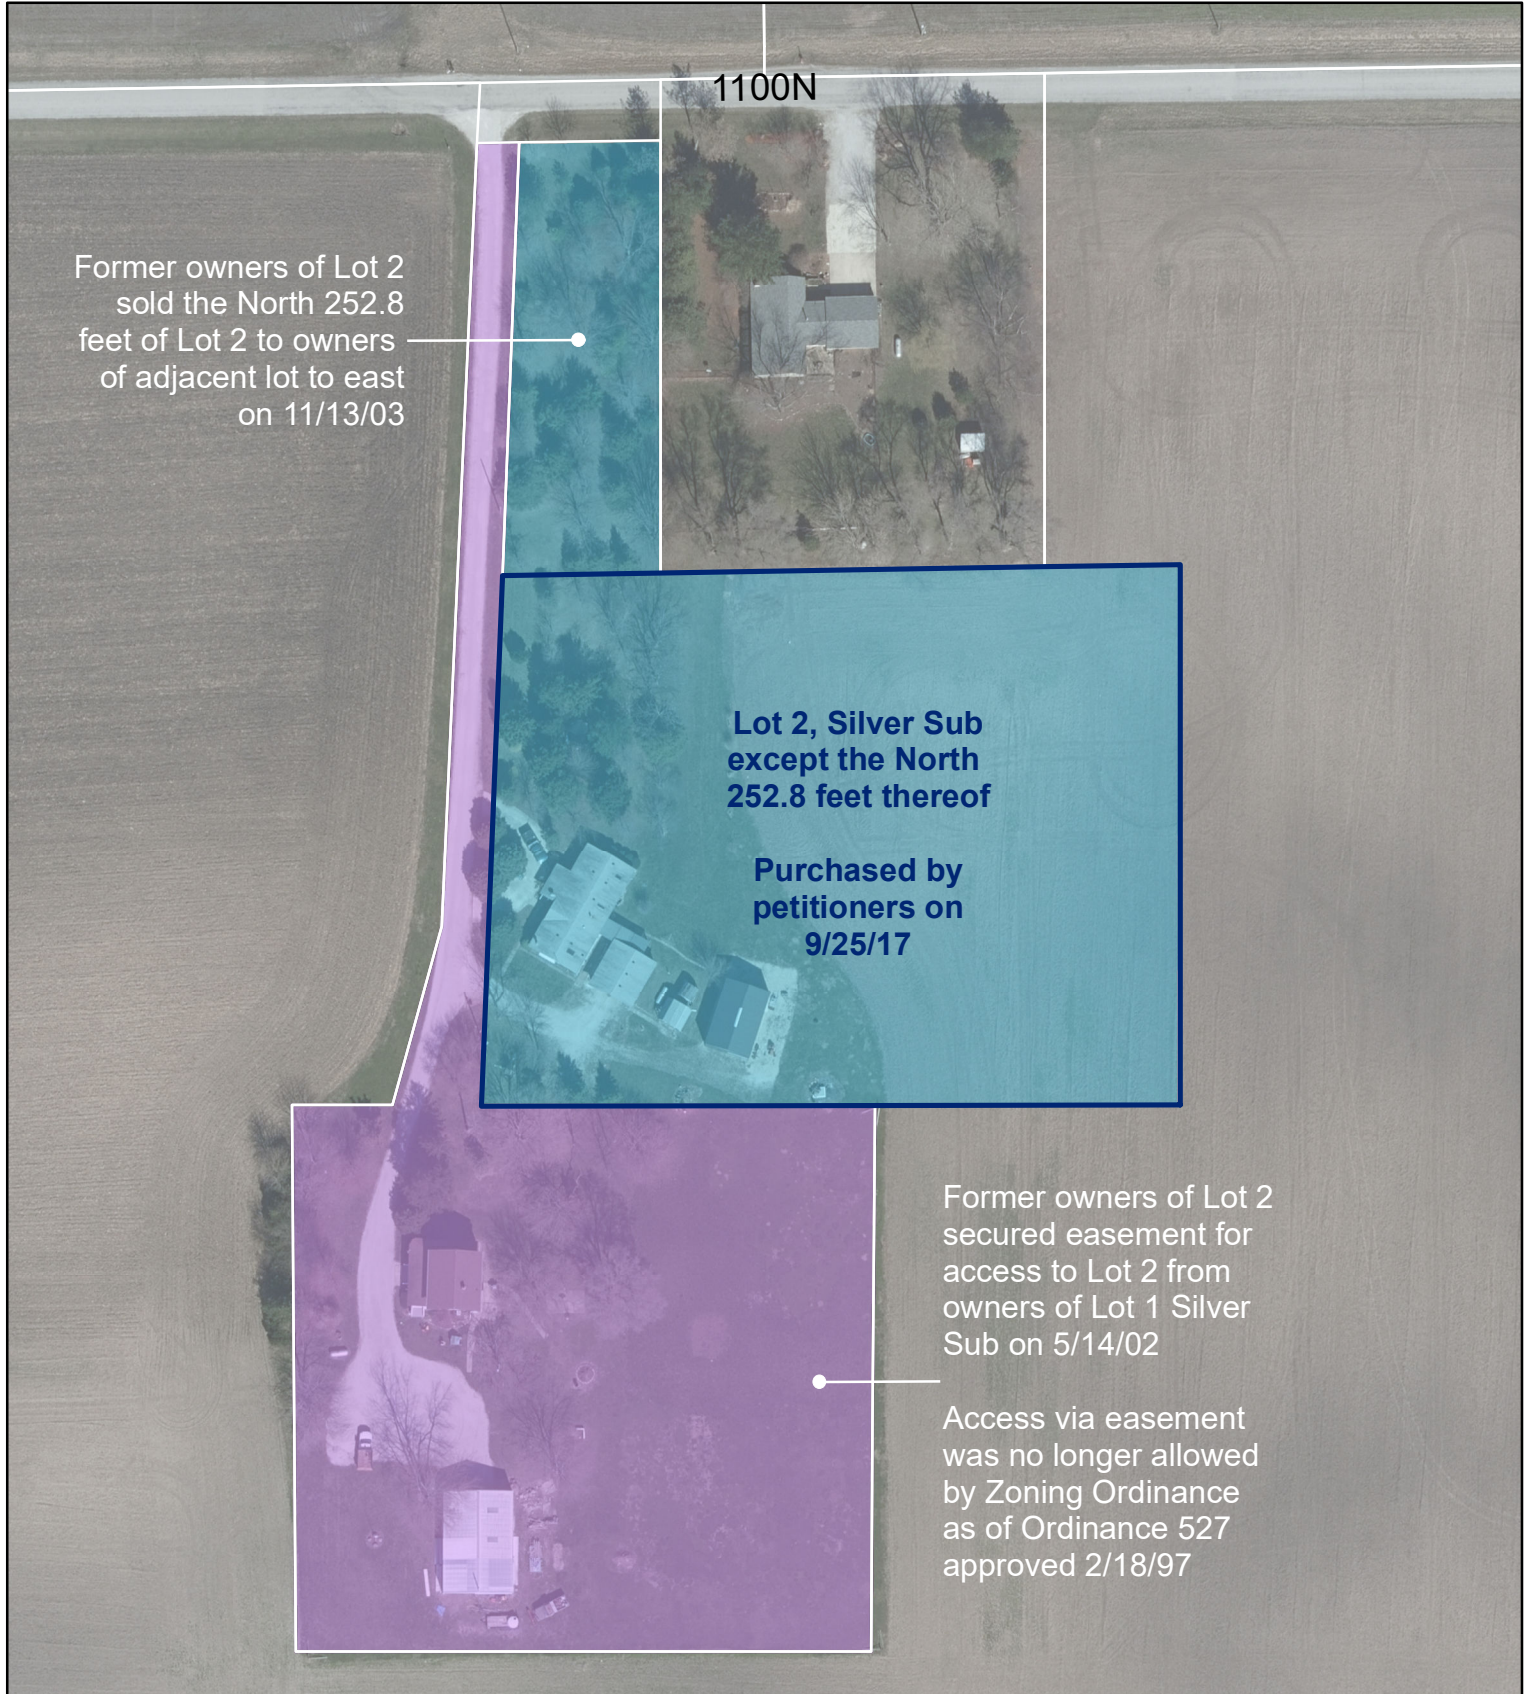 1100N
Former owners of Lot 2
sold the North 252.8
feet of Lot 2 to owners
of adjacent lot to east
on 11/13/03
Lot 2, Silver Sub
except the North
252.8 feet thereof
Purchased by
petitioners on
9/25/17
Former owners of Lot 2
secured easement for
access to Lot 2 from
owners of Lot 1 Silver
Sub on 5/14/02
Access via easement
was no longer allowed
by Zoning Ordinance
as of Ordinance 527
approved 2/18/97